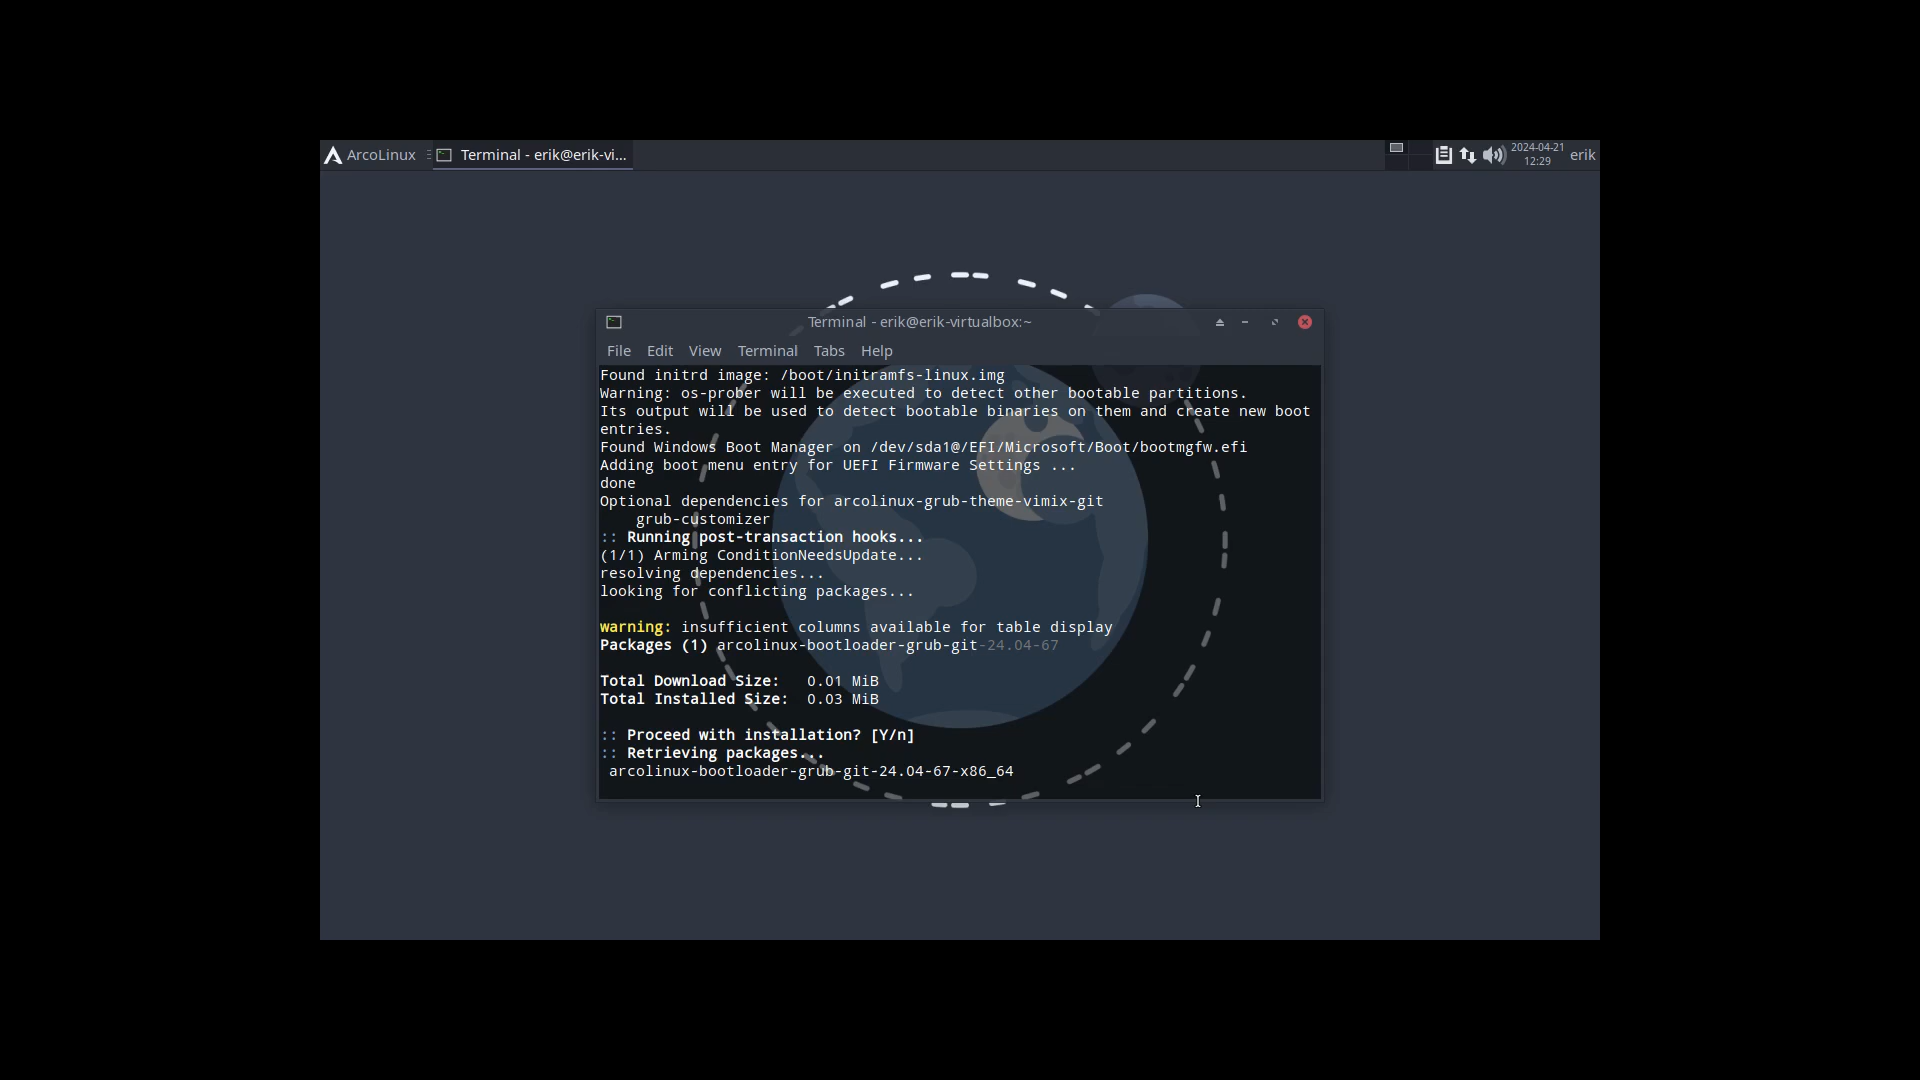 ArcoLinux
Terminal - erik@erik-vi...
2024-04-21
12:29
erik
Terminal - erik@erik-virtualbox:~
File Edit View Terminal Tabs Help
Found initrd image: /boot/initramfs-linux.img
Warning: os-prober will be executed to detect other bootable partitions.
Its output will be used to detect bootable binaries on them and create new boot
entries.
Found Windows Boot Manager on /dev/sda1@/EFI/Microsoft/Boot/bootmgfw.efi
Adding boot menu entry for UEFI Firmware Settings ...
done
Optional dependencies for arcolinux-grub-theme-vimix-git
    grub-customizer
:: Running post-transaction hooks...
(1/1) Arming ConditionNeedsUpdate...
resolving dependencies...
looking for conflicting packages...
warning: insufficient columns available for table display
Packages (1) arcolinux-bootloader-grub-git-24.04-67
Total Download Size:   0.01 MiB
Total Installed Size:  0.03 MiB
:: Proceed with installation? [Y/n]
:: Retrieving packages...
 arcolinux-bootloader-grub-git-24.04-67-x86_64